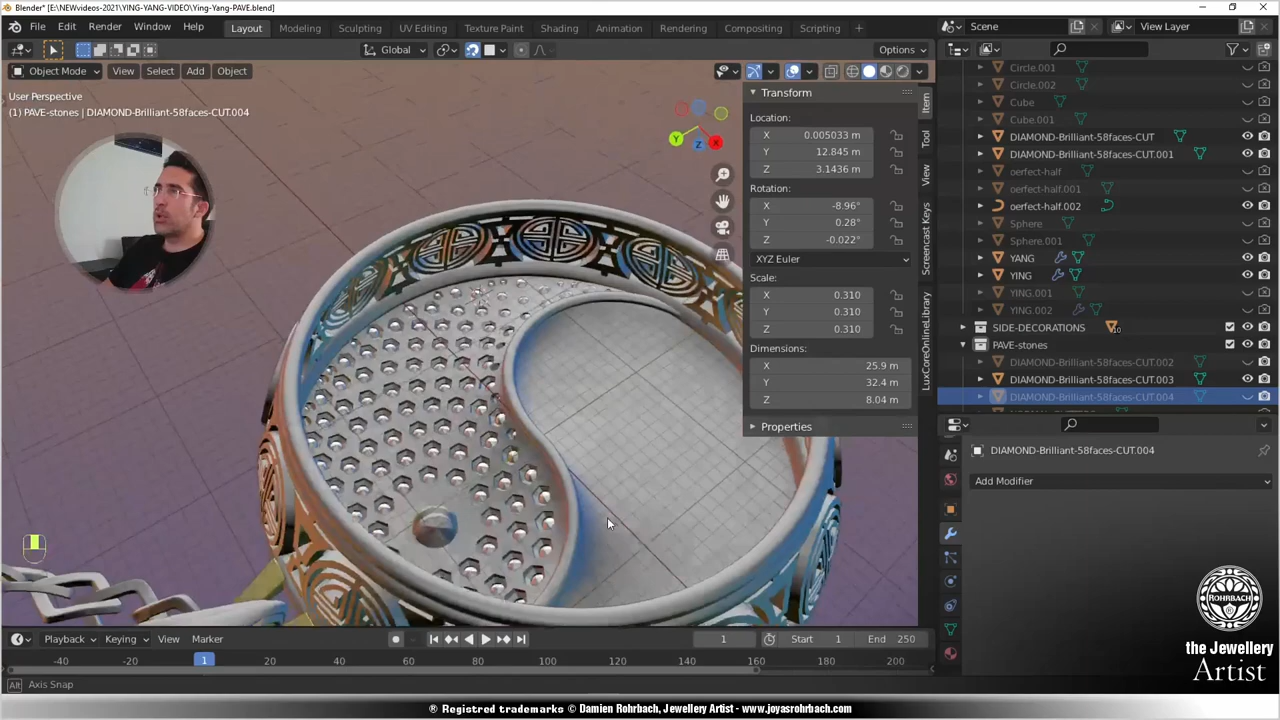 Blender* [E:\NEWvideos-2021\YING-YANG-VIDEO\Ying-Yang-PAVE.blend]
File Edit Render Window Help Layout Modeling Sculpting UV Editing Texture Paint Shading Animation Rendering Compositing Scripting + Scene View Layer
Global Options
Object Mode View Select Add Object
User Perspective
(1) PAVE-stones | DIAMOND-Brilliant-58faces-CUT.004
X
Y
Z
Transform
Location:
X 0.005033 m
Y 12.845 m
Z 3.1436 m
Rotation:
X -8.96°
Y 0.28°
Z -0.022°
XYZ Euler
Scale:
X 0.310
Y 0.310
Z 0.310
Dimensions:
X 25.9 m
Y 32.4 m
Z 8.04 m
Properties
Item
Tool
View
Screencast Keys
LuxCoreOnlineLibrary
Circle.001
Circle.002
Cube
Cube.001
DIAMOND-Brilliant-58faces-CUT
DIAMOND-Brilliant-58faces-CUT.001
oerfect-half
oerfect-half.001
oerfect-half.002
Sphere
Sphere.001
YANG
YING
YING.001
YING.002
SIDE-DECORATIONS 10
PAVE-stones
DIAMOND-Brilliant-58faces-CUT.002
DIAMOND-Brilliant-58faces-CUT.003
DIAMOND-Brilliant-58faces-CUT.004
DIAMOND-Brilliant-58faces-CUT.004
Add Modifier
ROHRBACH
the Jewellery
Artist
Playback Keying View Marker 1 Start 1 End 250
-40 -20 1 20 40 60 80 100 120 140 160 180 200
Alt Axis Snap
® Registered trademarks © Damien Rohrbach, Jewellery Artist - www.joyasrohrbach.com